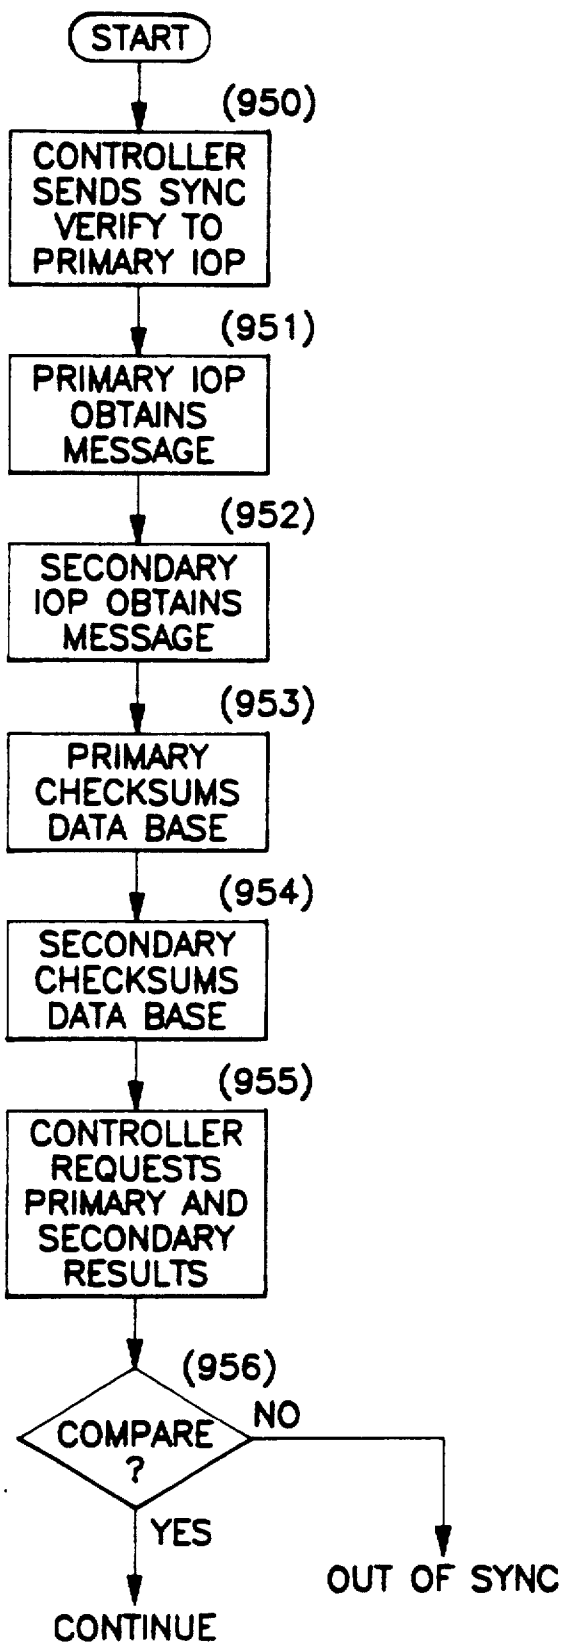 START
(950)
CONTROLLER
SENDS SYNC
VERIFY TO
PRIMARY IOP
(951)
PRIMARY IOP
OBTAINS
MESSAGE
(952)
SECONDARY
IOP OBTAINS
MESSAGE
(953)
PRIMARY
CHECKSUMS
DATA BASE
(954)
SECONDARY
CHECKSUMS
DATA BASE
(955)
CONTROLLER
REQUESTS
PRIMARY AND
SECONDARY
RESULTS
(956)
COMPARE
?
NO
YES
OUT OF SYNC
CONTINUE